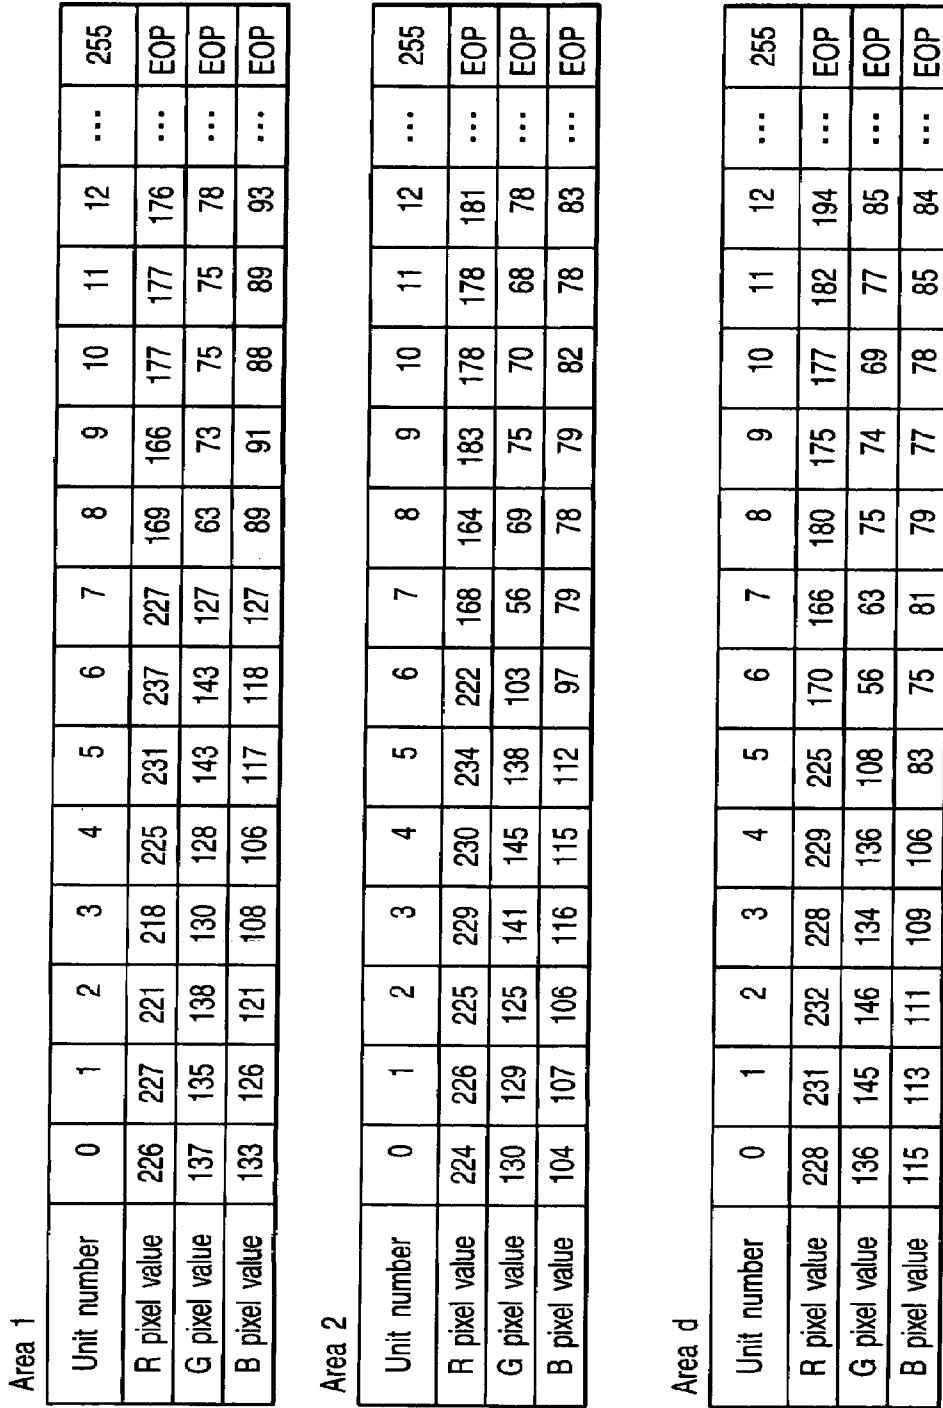 Area 1
Unit number 0 1 2 3 4 5 6 7 8 9 10 11 12 ... 255
R pixel value 226 227 221 218 225 231 237 227 169 166 177 177 176 ... EOP
G pixel value 137 135 138 130 128 143 143 127 63 73 75 75 78 ... EOP
B pixel value 133 126 121 108 106 117 118 127 89 91 88 89 93 ... EOP
Area 2
Unit number 0 1 2 3 4 5 6 7 8 9 10 11 12 ... 255
R pixel value 224 226 225 229 230 234 222 168 164 183 178 178 181 ... EOP
G pixel value 130 129 125 141 145 138 103 56 69 75 70 68 78 ... EOP
B pixel value 104 107 106 116 115 112 97 79 78 79 82 78 83 ... EOP
Area d
Unit number 0 1 2 3 4 5 6 7 8 9 10 11 12 ... 255
R pixel value 228 231 232 228 229 225 170 166 180 175 177 182 194 ... EOP
G pixel value 136 145 146 134 136 108 56 63 75 74 69 77 85 ... EOP
B pixel value 115 113 111 109 106 83 75 81 79 77 78 85 84 ... EOP